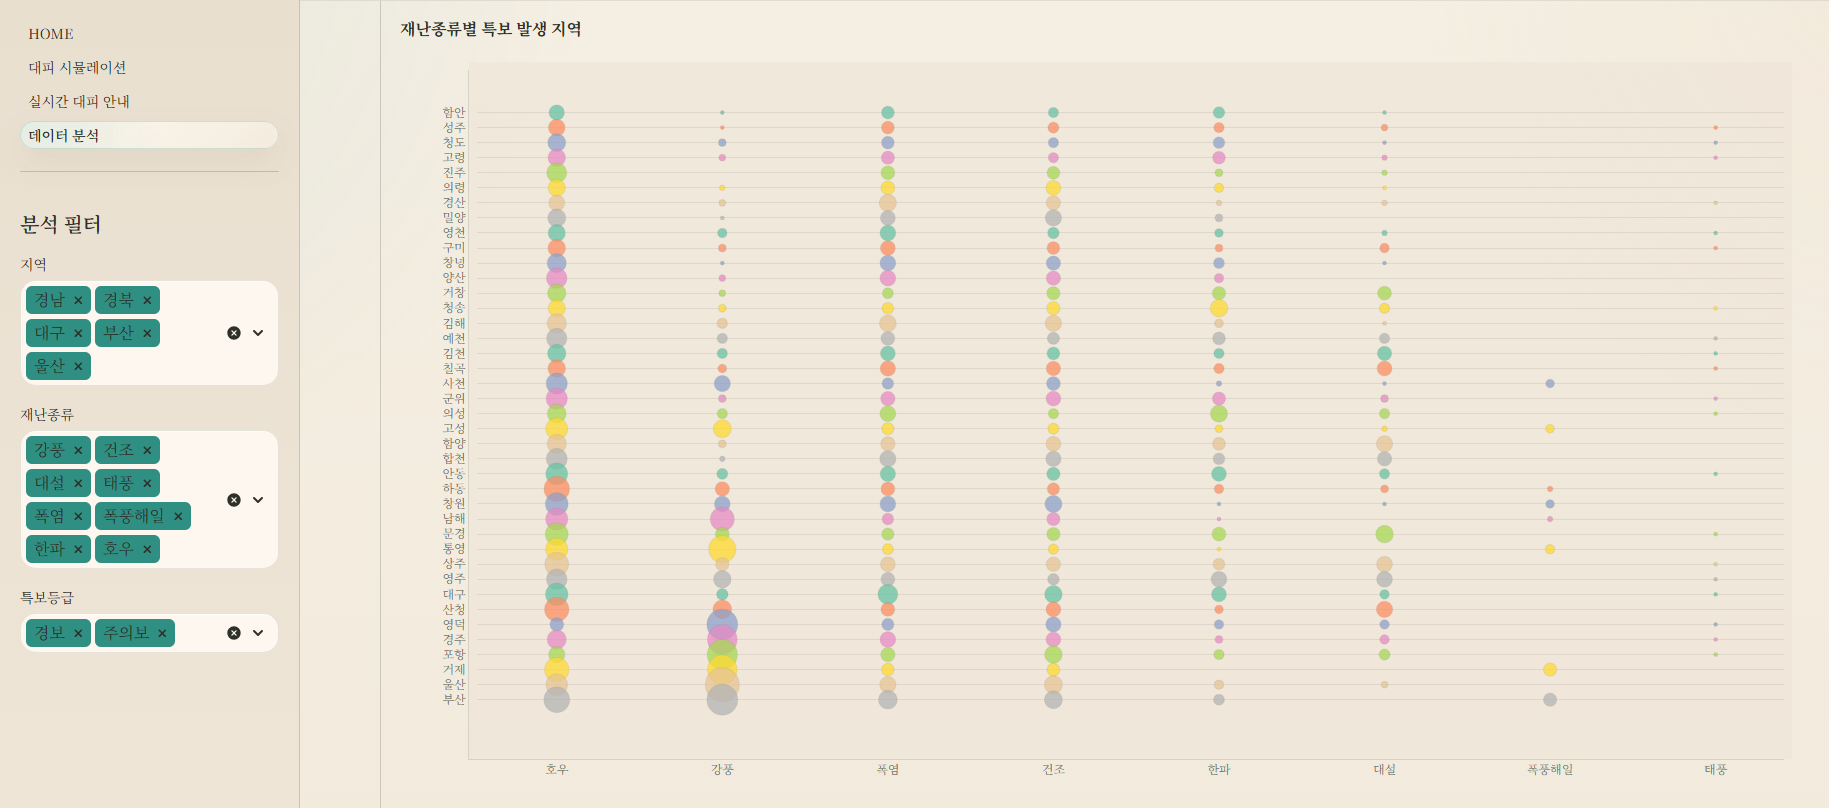 HOME
대피 시뮬레이션
실시간 대피 안내
데이터 분석
분석 필터
지역
경남 × 경북 ×
대구 × 부산 ×
울산 ×
재난종류
강풍 × 건조 ×
대설 × 태풍 ×
폭염 × 폭풍해일 ×
한파 × 호우 ×
특보등급
경보 × 주의보 ×
재난종류별 특보 발생 지역
함안
성주
청도
고령
진주
의령
경산
밀양
영천
구미
창녕
양산
거창
청송
김해
예천
김천
칠곡
사천
군위
의성
고성
함양
합천
안동
하동
창원
남해
문경
통영
상주
영주
대구
산청
영덕
경주
포항
거제
울산
부산
호우 강풍 폭염 건조 한파 대설 폭풍해일 태풍